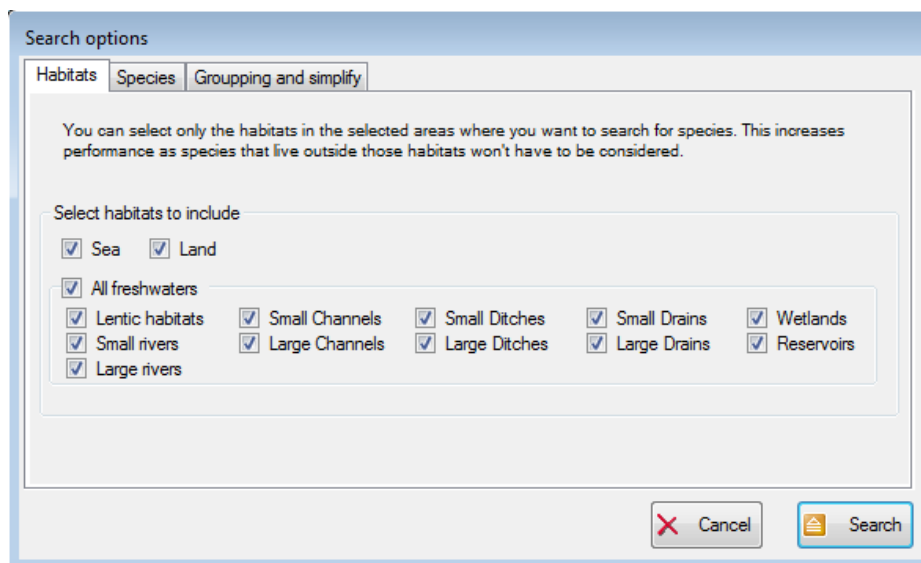 Search options
Habitats Species Groupping and simplify
You can select only the habitats in the selected areas where you want to search for species. This increases
performance as species that live outside those habitats won't have to be considered.
Select habitats to include
Sea Land
All freshwaters
Lentic habitats Small Channels Small Ditches Small Drains Wetlands
Small rivers Large Channels Large Ditches Large Drains Reservoirs
Large rivers
Cancel Search